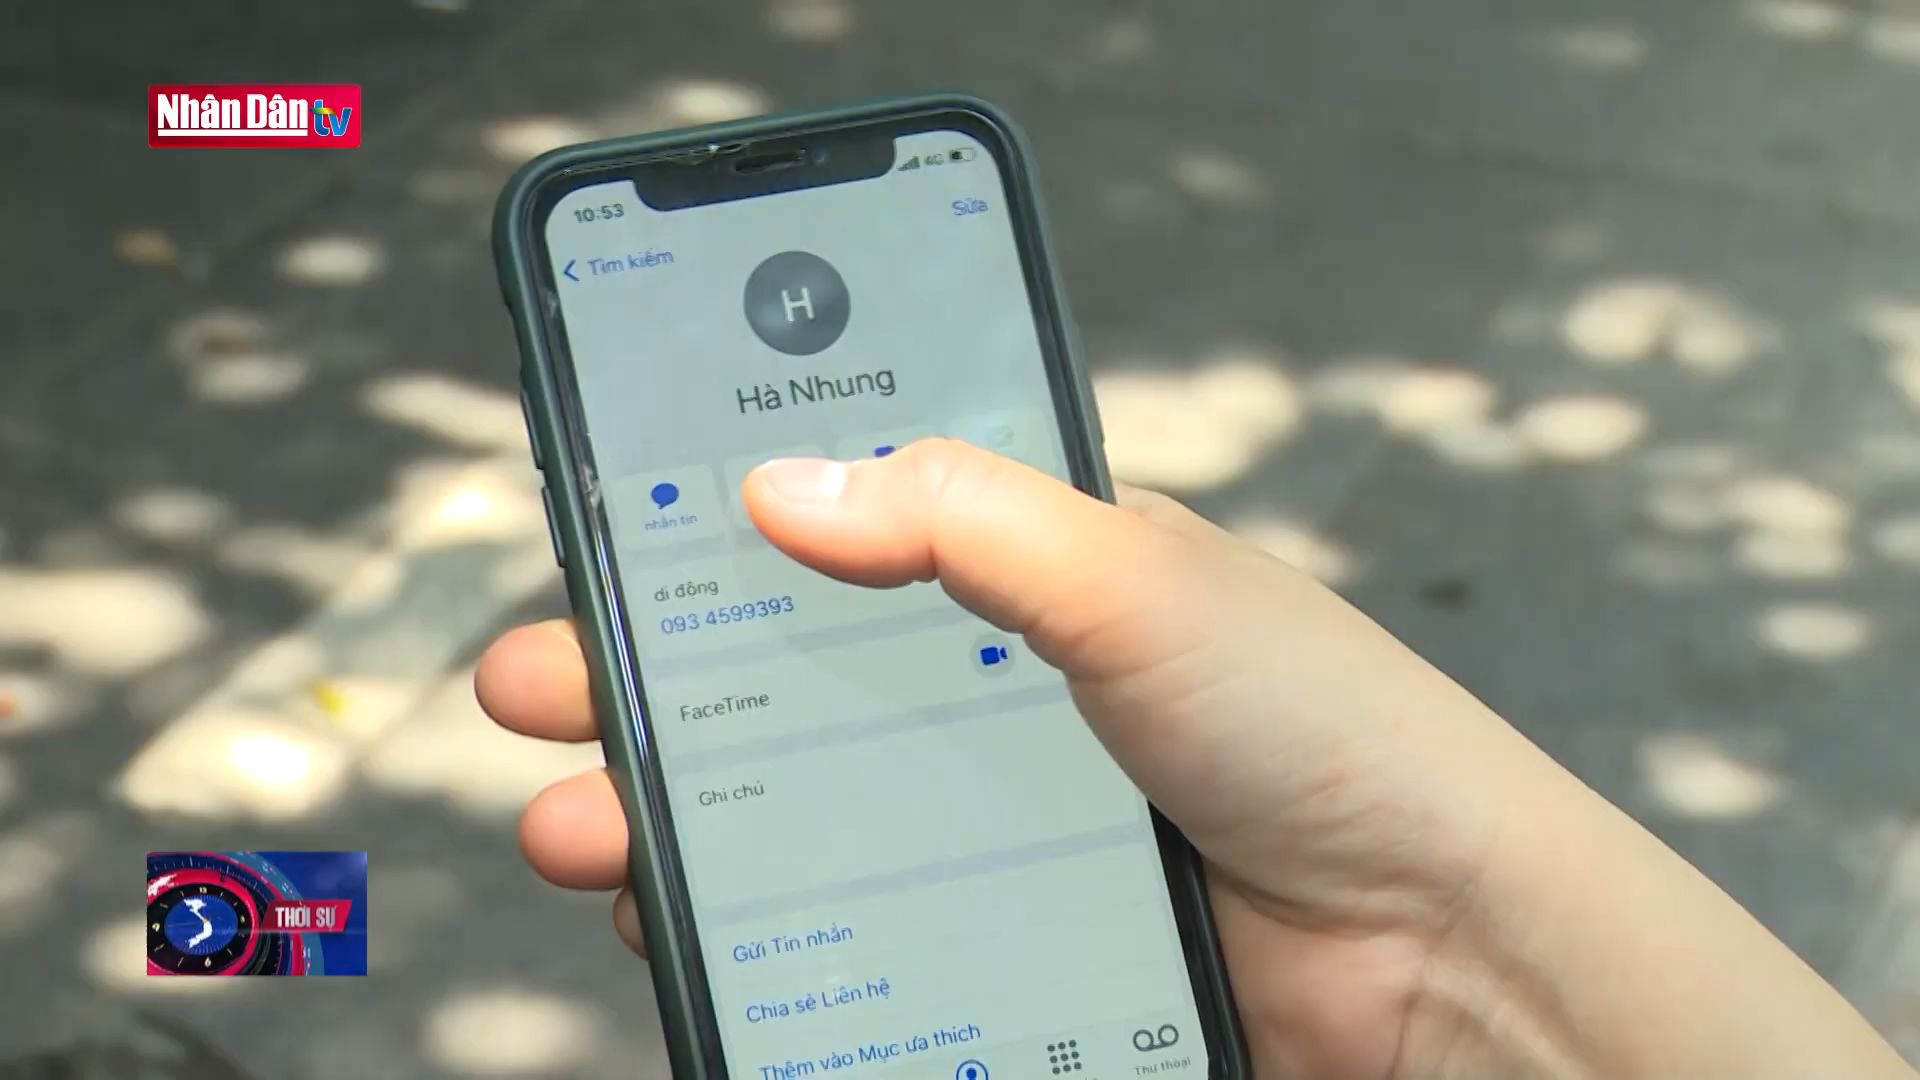 Nhân Dân tv
10:53
4G
Sửa
Tìm kiếm
H
Hà Nhung
nhắn tin
di động
093 4599393
FaceTime
Ghi chú
THỜI SỰ
Gửi Tin nhắn
Chia sẻ Liên hệ
Thêm vào Mục ưa thích
Thư thoại